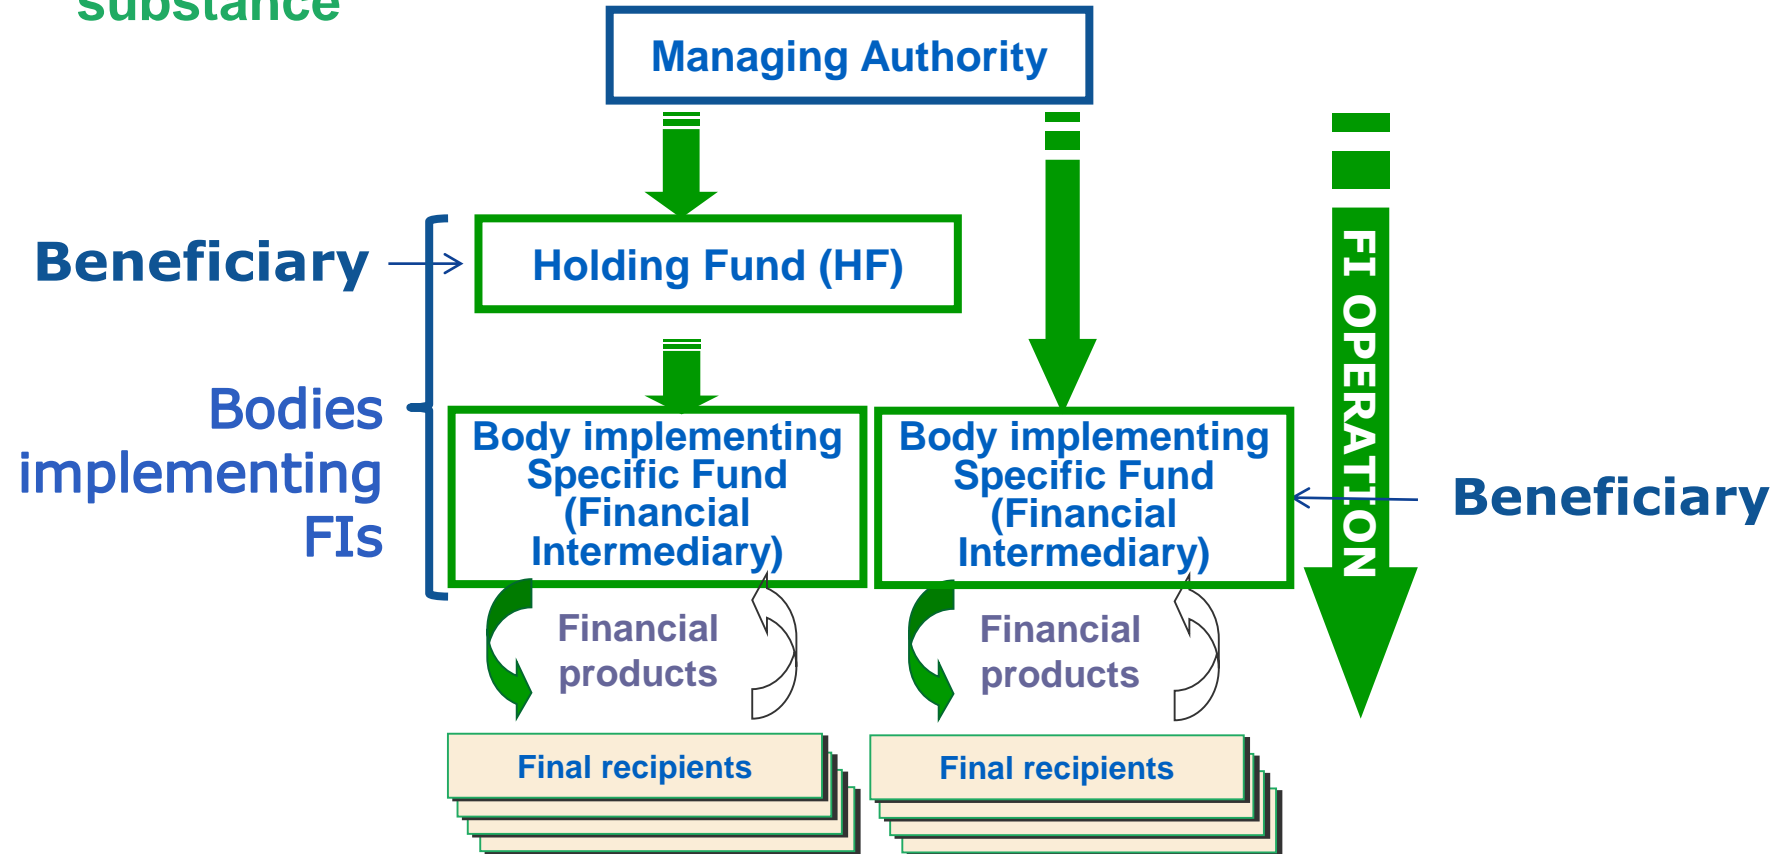 substance
Managing Authority
Beneficiary
Holding Fund (HF)
FI OPERATION
Bodies
implementing
FIs
Body implementing
Specific Fund
(Financial
Intermediary)
Body implementing
Specific Fund
(Financial
Intermediary)
Beneficiary
Financial
products
Financial
products
Final recipients
Final recipients